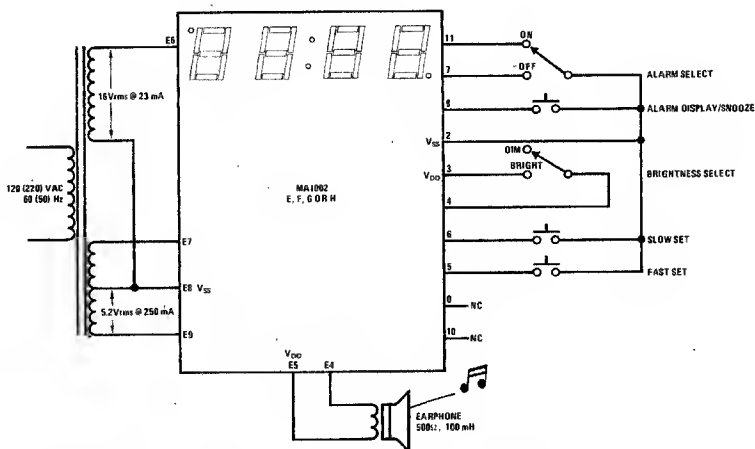 E6
16Vrms @ 23 mA
120 (220) VAC
60 (50) Hz
E7
E8 VSS
5.2Vrms @ 250 mA
E9
MA1002
E, F, G OR H
VDD
E5 E4
EARPHONE
500Ω, 100 mH
11 ON
7 OFF
ALARM SELECT
8 ALARM DISPLAY/SNOOZE
VSS 2
DIM
VDD 3 BRIGHT
BRIGHTNESS SELECT
4
6 SLOW SET
5 FAST SET
9 NC
10 NC